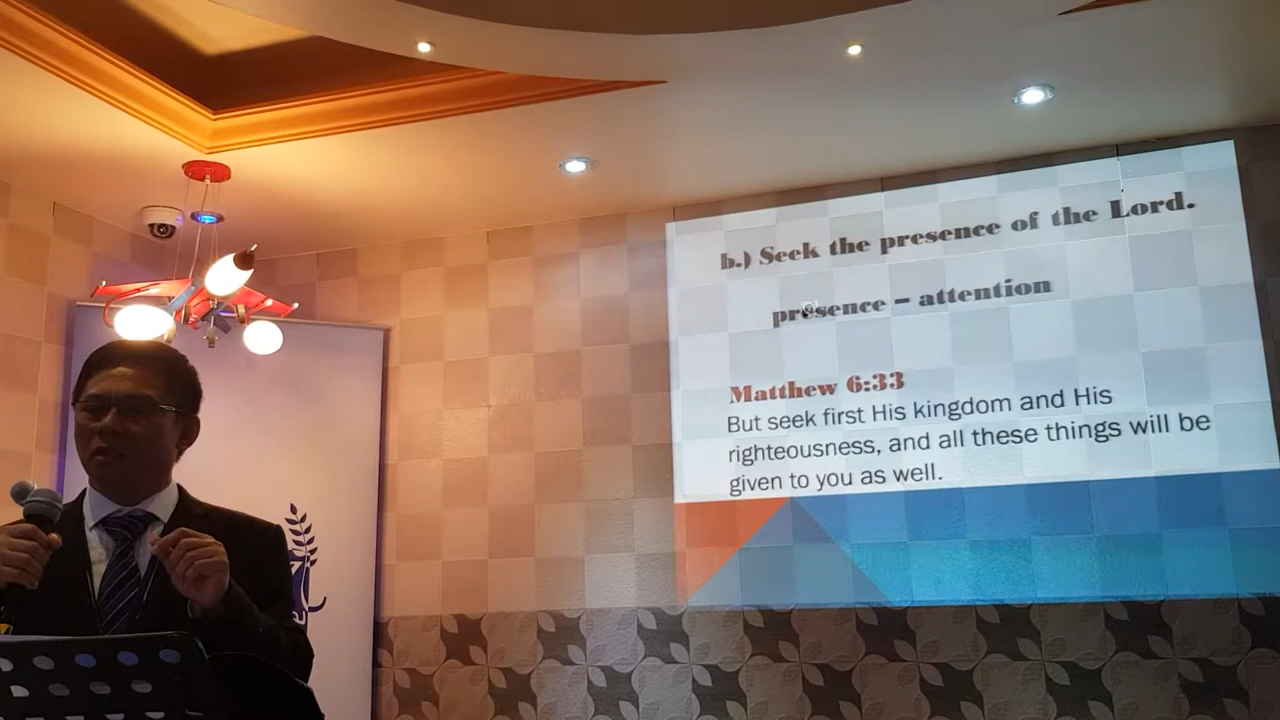 b.) Seek the presence of the Lord.
presence – attention
Matthew 6:33
But seek first His kingdom and His
righteousness, and all these things will be
given to you as well.